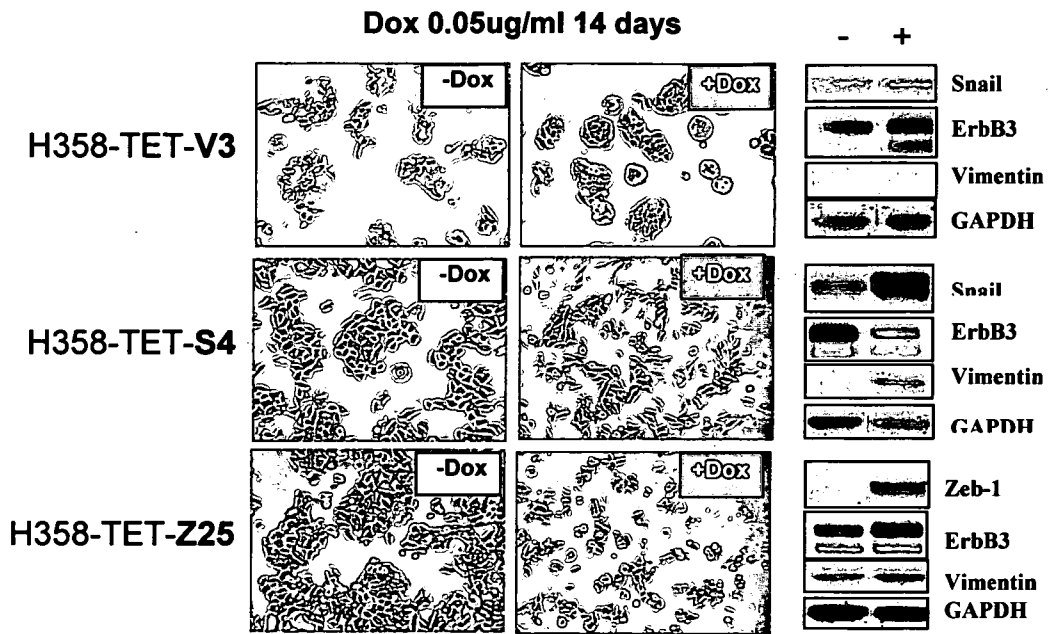 Dox 0.05ug/ml 14 days
- +
H358-TET-V3
-Dox
+Dox
Snail
ErbB3
Vimentin
GAPDH
H358-TET-S4
-Dox
+Dox
Snail
ErbB3
Vimentin
GAPDH
H358-TET-Z25
-Dox
+Dox
Zeb-1
ErbB3
Vimentin
GAPDH